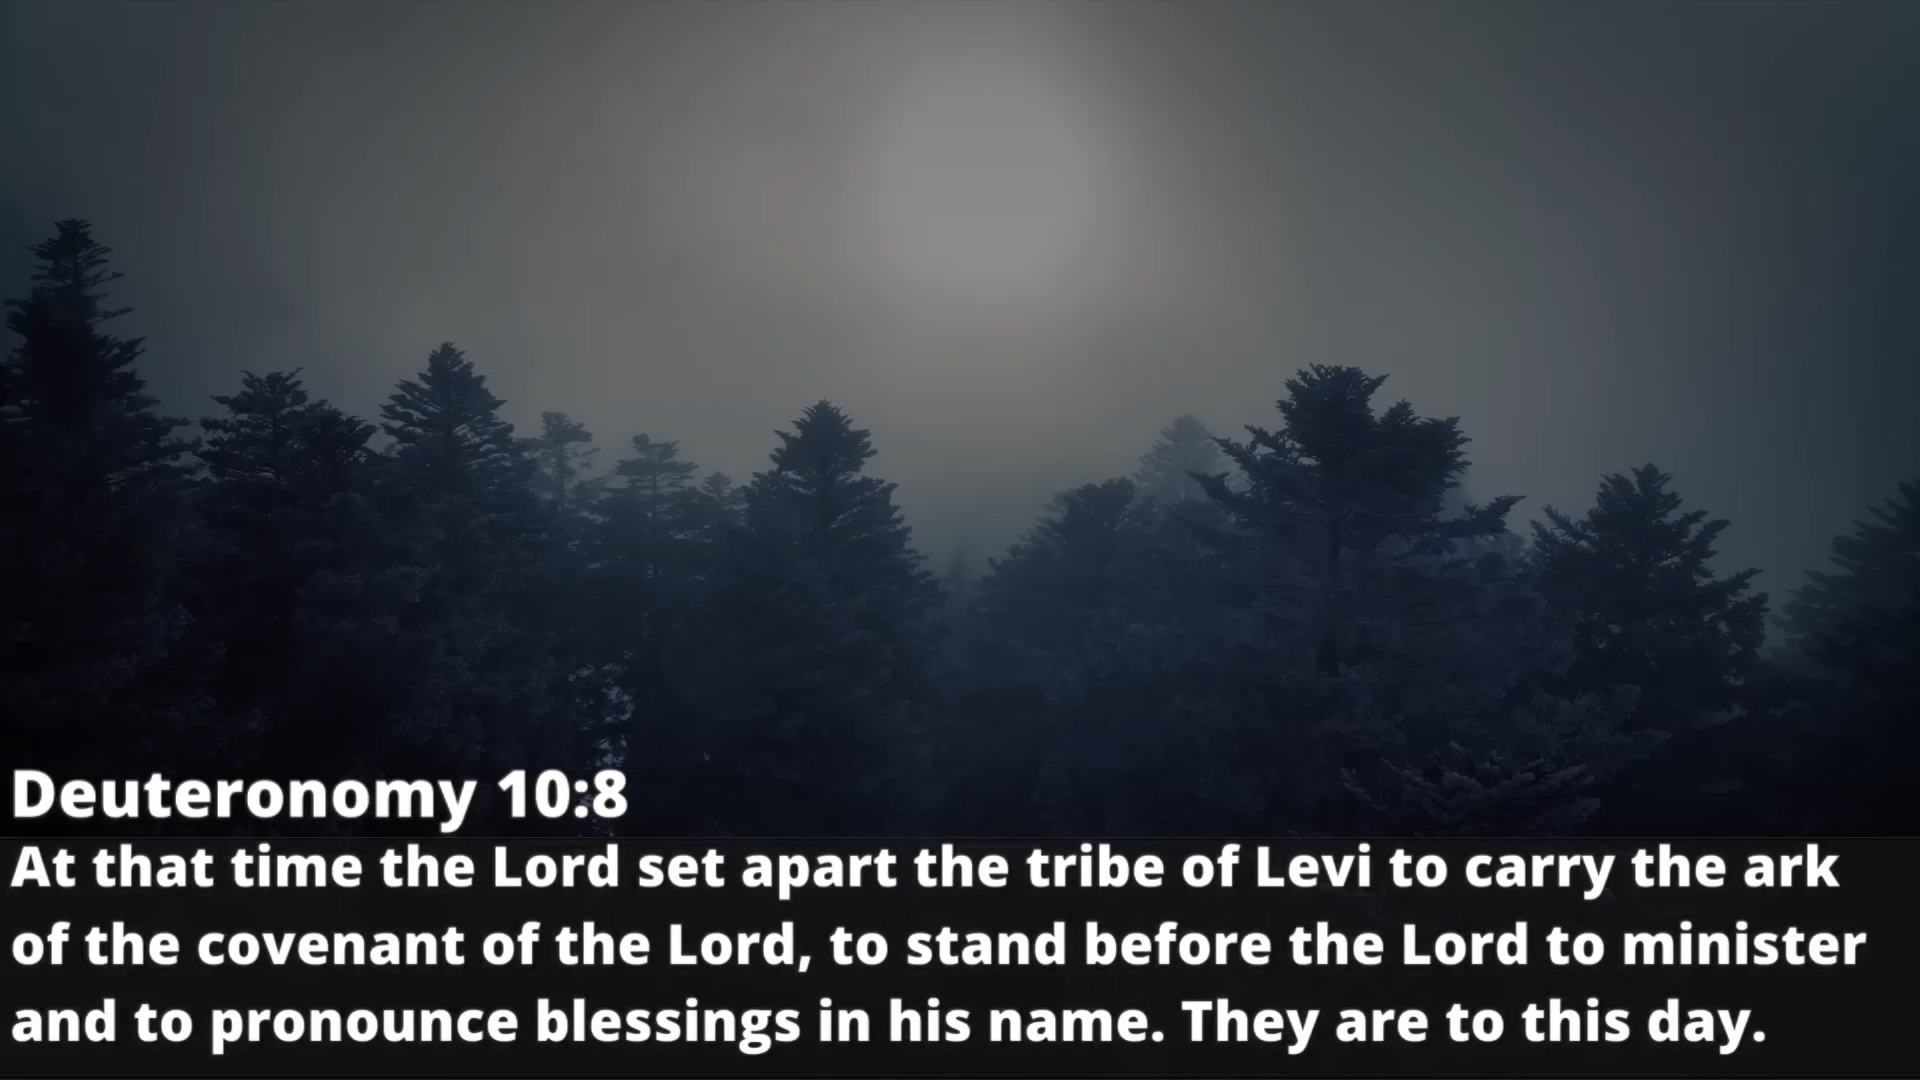 Deuteronomy 10:8
At that time the Lord set apart the tribe of Levi to carry the ark
of the covenant of the Lord, to stand before the Lord to minister
and to pronounce blessings in his name. They are to this day.